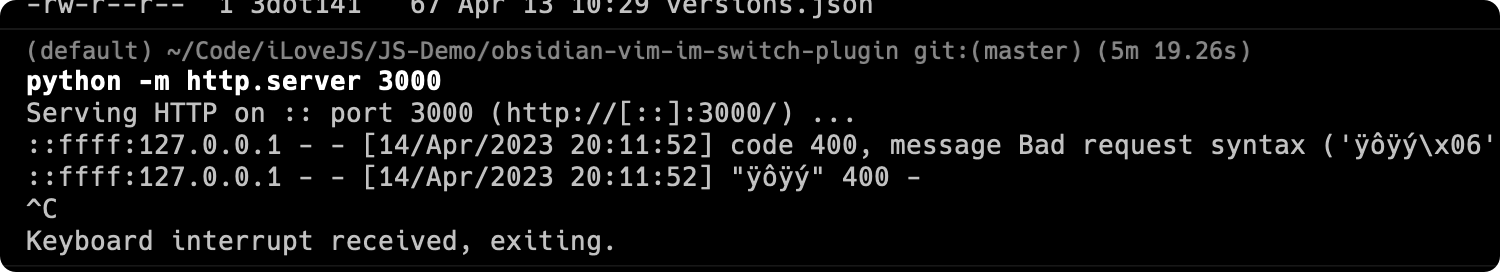 -rw-r--r-- 1 3dot141 67 Apr 13 10:29 versions.json
(default) ~/Code/iLoveJS/JS-Demo/obsidian-vim-im-switch-plugin git:(master) (5m 19.26s)
python -m http.server 3000
Serving HTTP on :: port 3000 (http://[::]:3000/) ...
::ffff:127.0.0.1 - - [14/Apr/2023 20:11:52] code 400, message Bad request syntax ('ÿôÿý\x06'
::ffff:127.0.0.1 - - [14/Apr/2023 20:11:52] "ÿôÿý" 400 -
^C
Keyboard interrupt received, exiting.